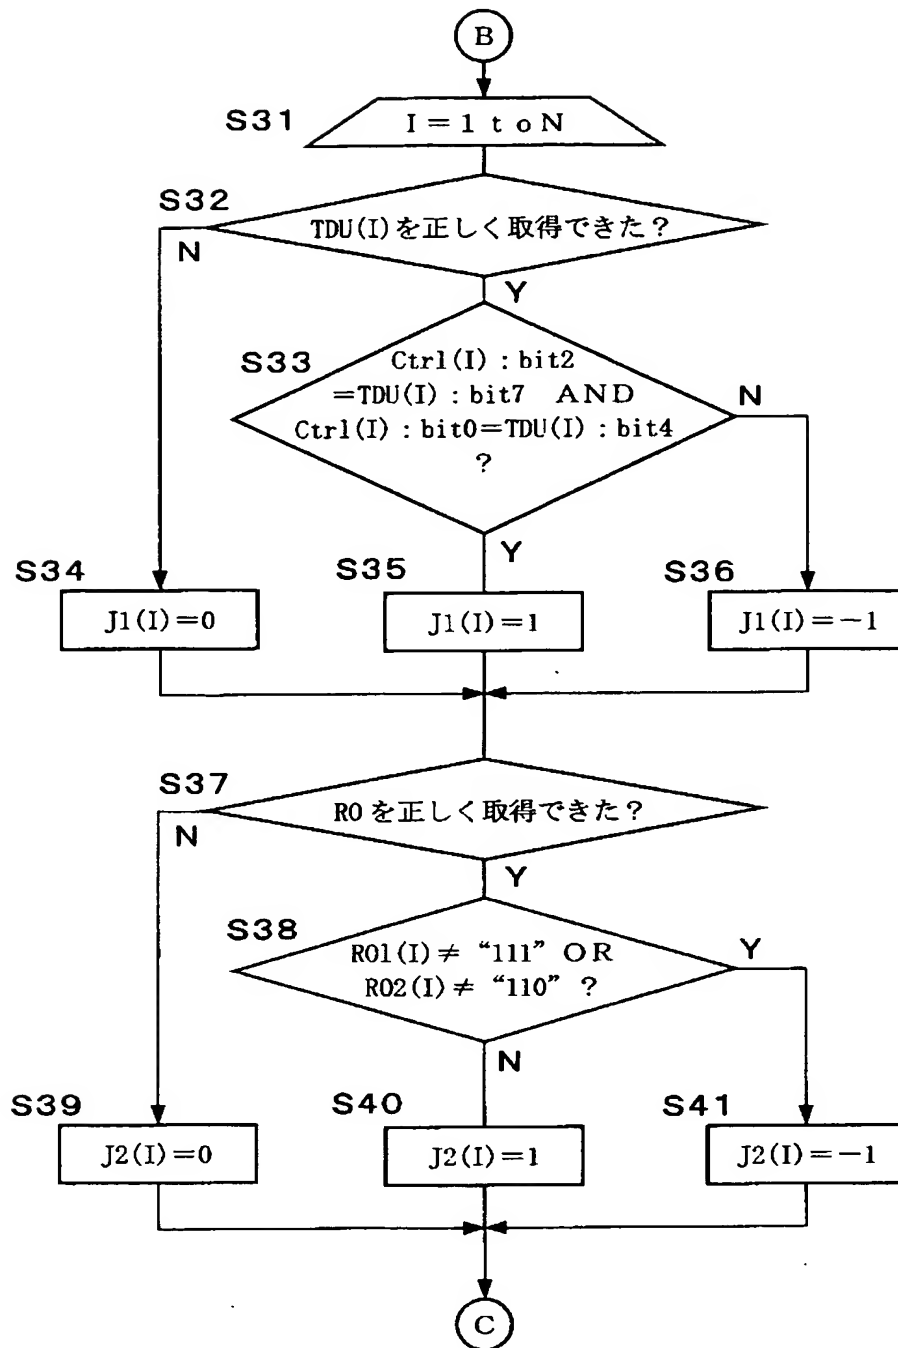 B
S31
I=1 to N
S32
TDU(I)を正しく取得できた?
N
Y
S33
Ctrl(I):bit2
=TDU(I):bit7 AND
Ctrl(I):bit0=TDU(I):bit4
?
N
Y
S34
J1(I)=0
S35
J1(I)=1
S36
J1(I)=-1
S37
ROを正しく取得できた?
N
Y
S38
RO1(I)≠“111” OR
RO2(I)≠“110” ?
Y
N
S39
J2(I)=0
S40
J2(I)=1
S41
J2(I)=-1
C